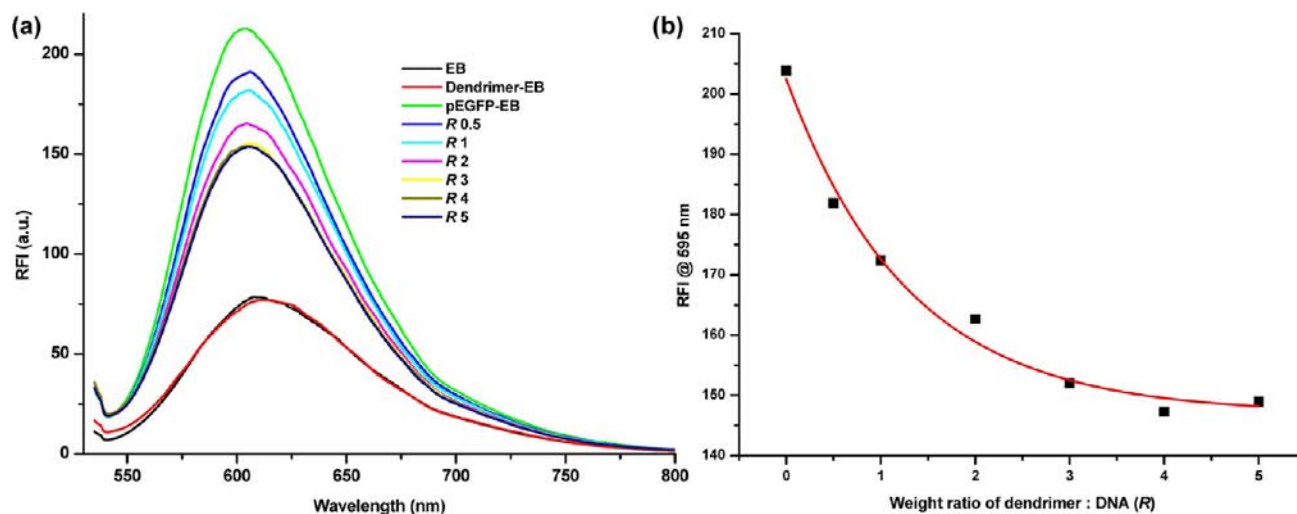 (a)
RFI (a.u.)
200
150
100
50
0
550 600 650 700 750 800
Wavelength (nm)
EB
Dendrimer-EB
pEGFP-EB
R 0.5
R 1
R 2
R 3
R 4
R 5
(b)
RFI @ 595 nm
210
200
190
180
170
160
150
140
0 1 2 3 4 5
Weight ratio of dendrimer : DNA (R)